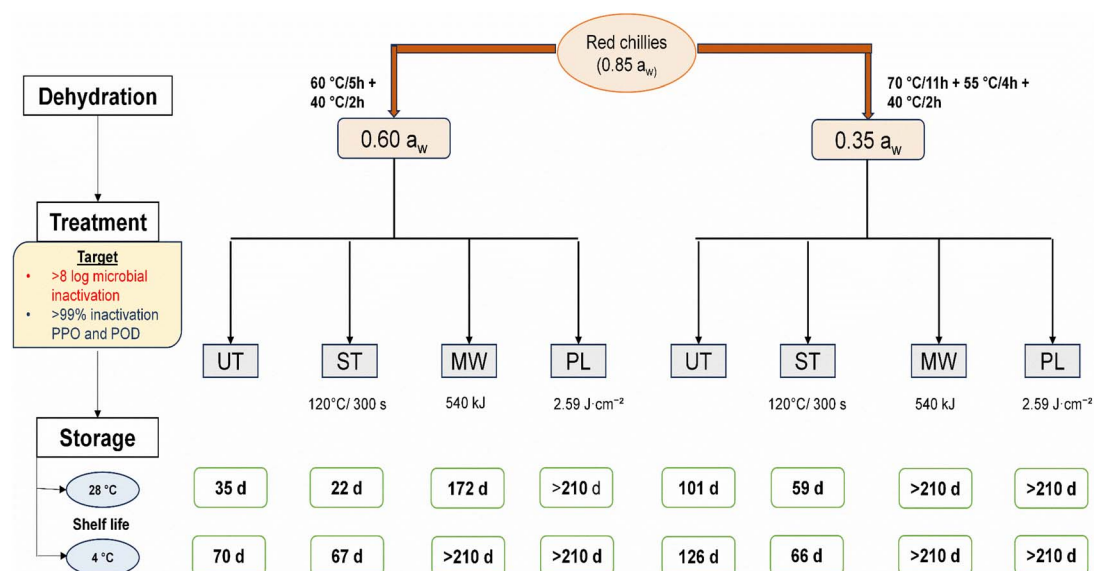 Red chillies
(0.85 aw)
60 °C/5h +
40 °C/2h
70 °C/11h + 55 °C/4h +
40 °C/2h
Dehydration
0.60 aw
0.35 aw
Treatment
Target
• >8 log microbial
inactivation
• >99% inactivation
PPO and POD
UT
ST
MW
PL
UT
ST
MW
PL
120°C/ 300 s
540 kJ
2.59 J·cm⁻²
120°C/ 300 s
540 kJ
2.59 J·cm⁻²
Storage
28 °C
35 d
22 d
172 d
>210 d
101 d
59 d
>210 d
>210 d
Shelf life
4 °C
70 d
67 d
>210 d
>210 d
126 d
66 d
>210 d
>210 d